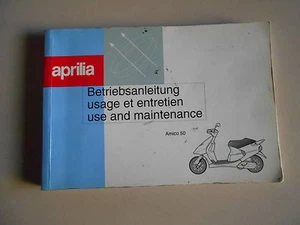 aprilia
Betriebsanleitung
usage et entretien
use and maintenance
Amico 50